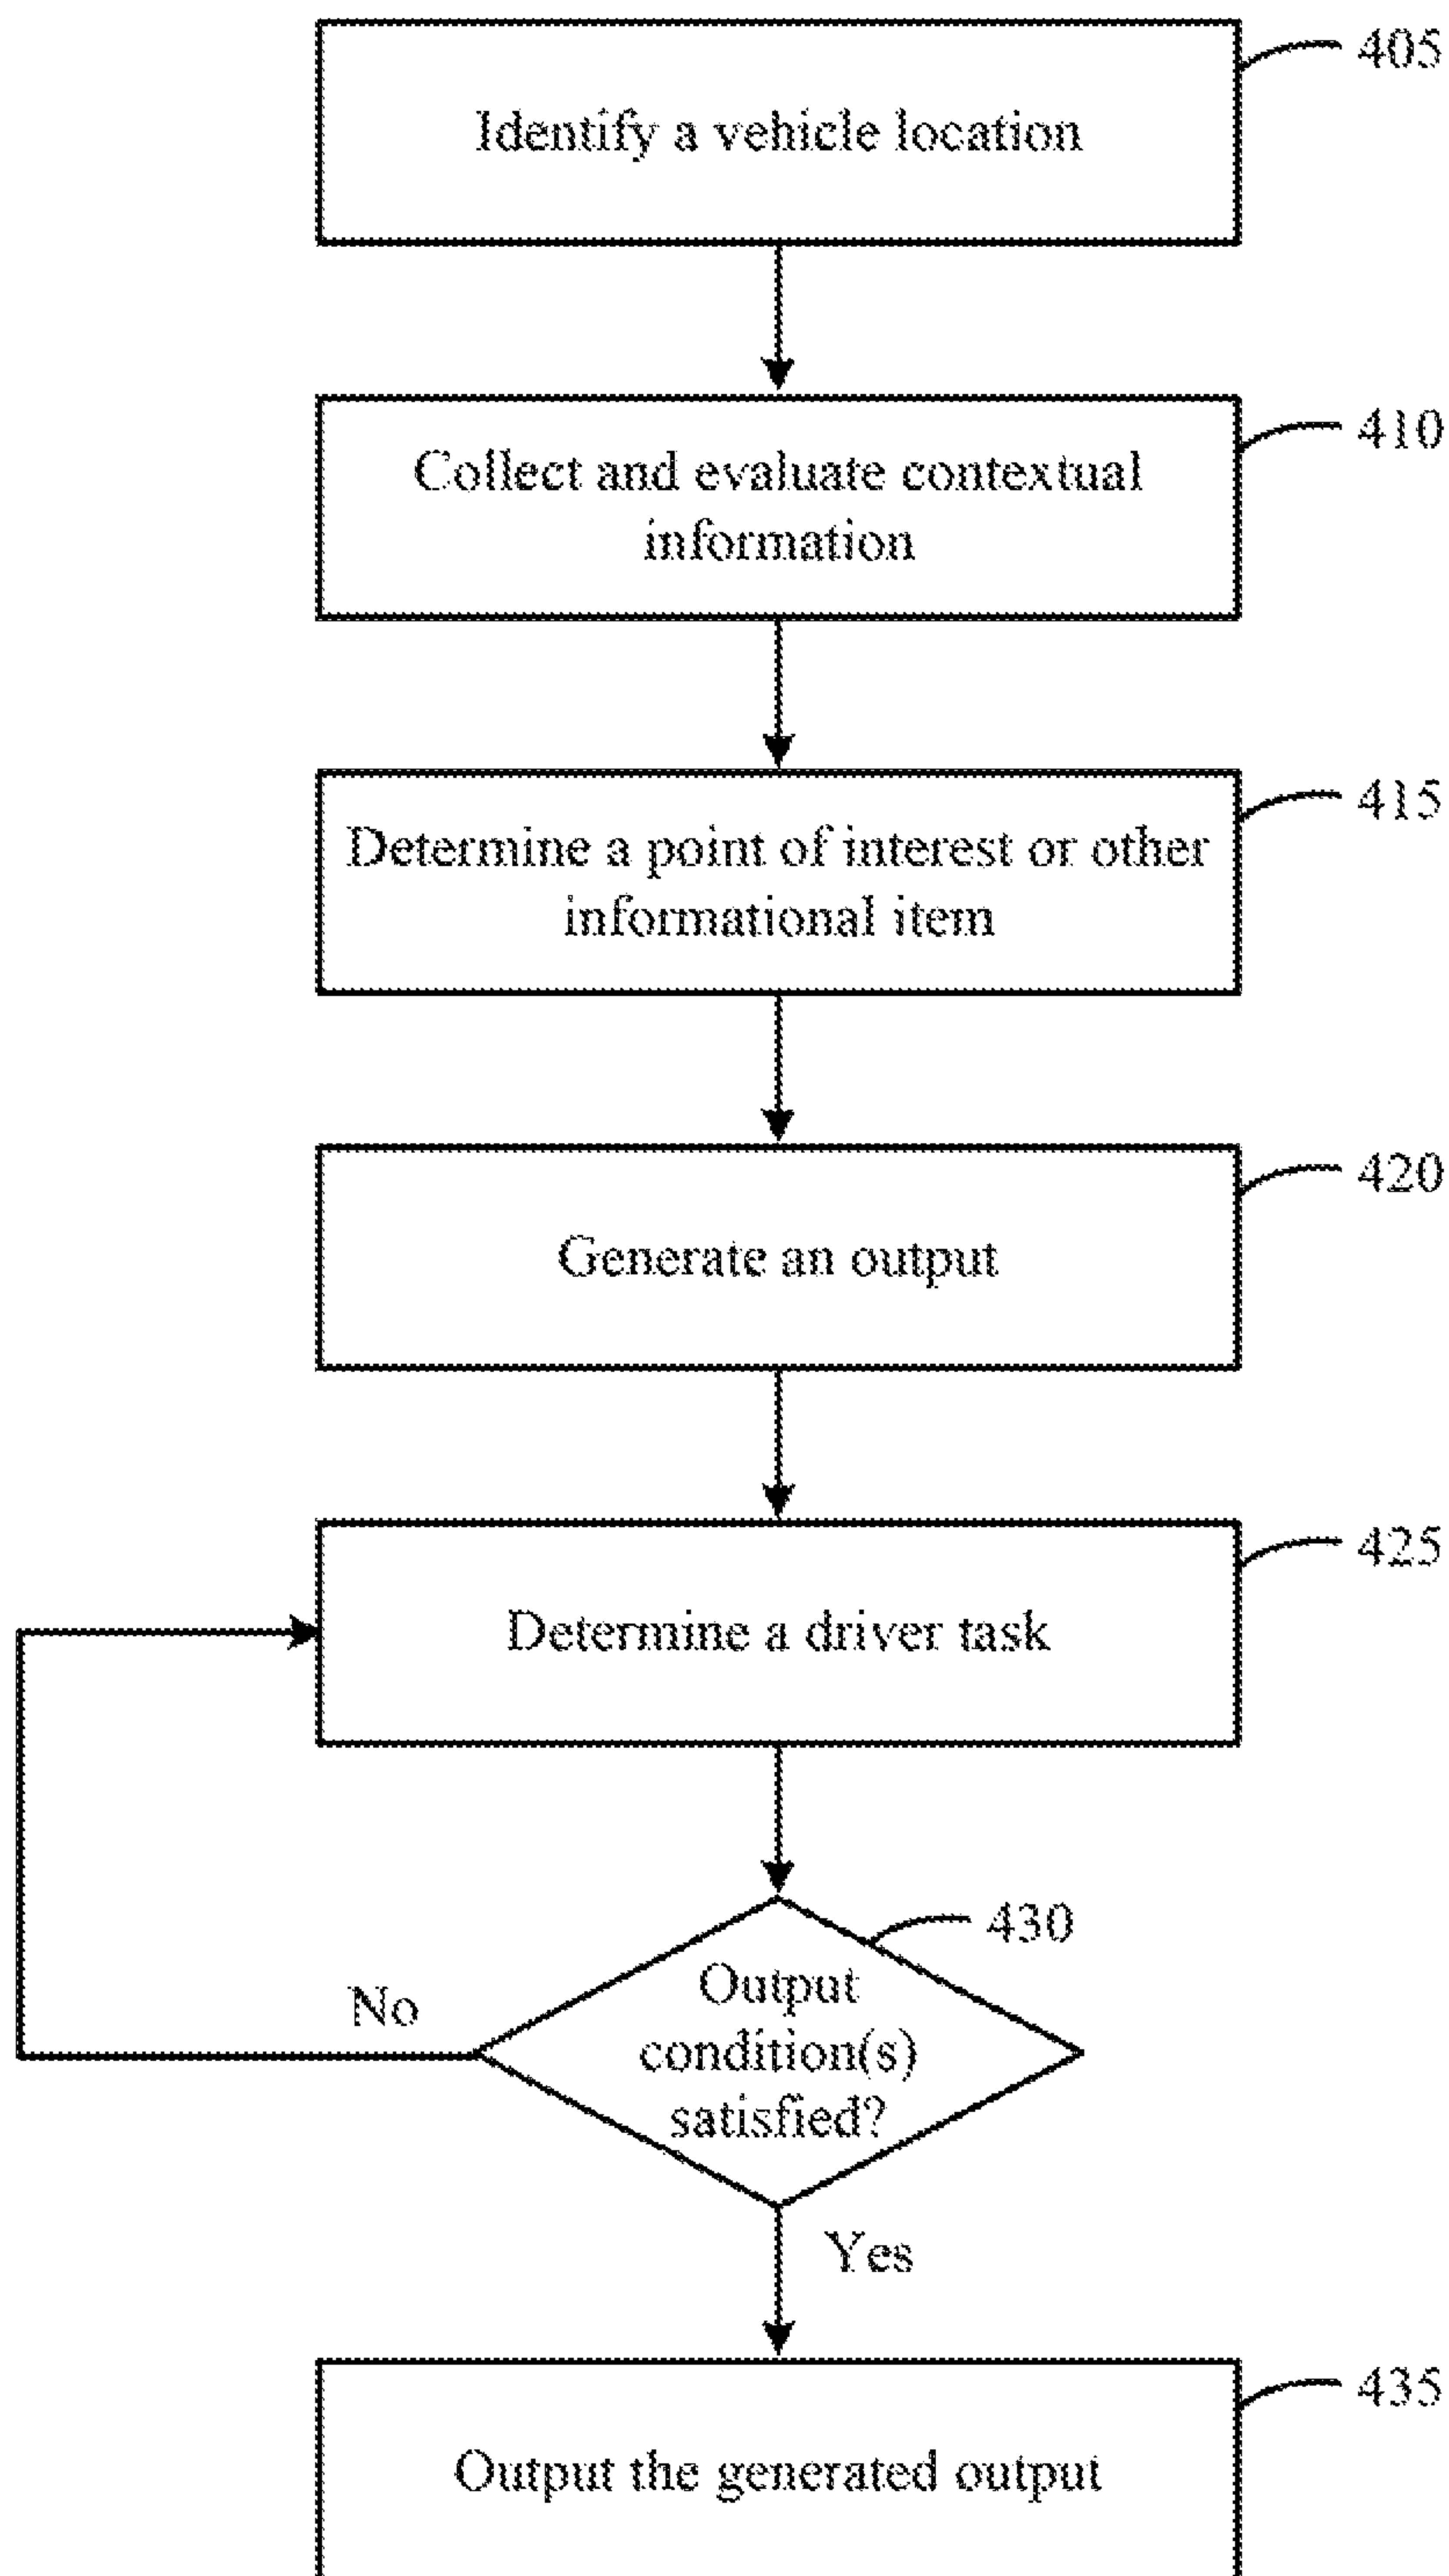 405
Identify a vehicle location
410
Collect and evaluate contextual
information
415
Determine a point of interest or other
informational item
420
Generate an output
425
Determine a driver task
430
Output
condition(s)
satisfied?
No
Yes
435
Output the generated output